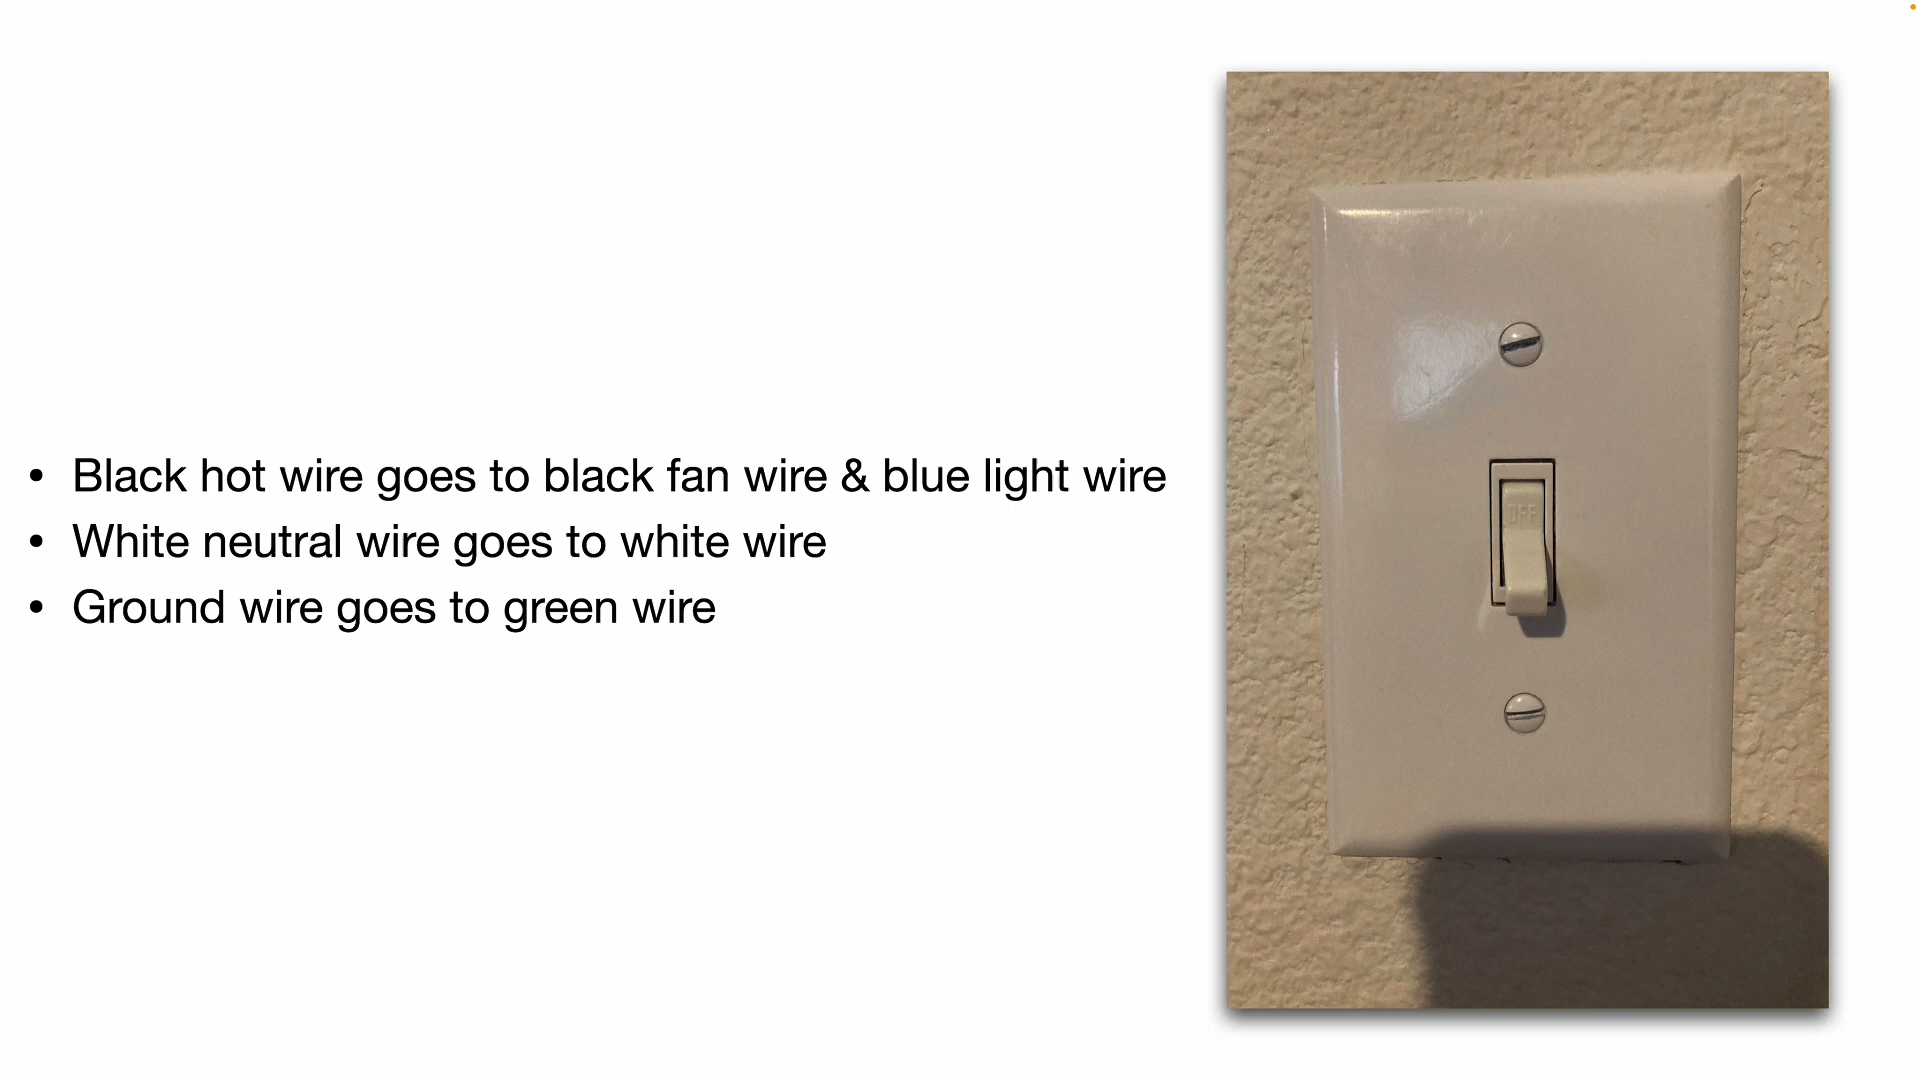 • Black hot wire goes to black fan wire & blue light wire
• White neutral wire goes to white wire
• Ground wire goes to green wire
OFF